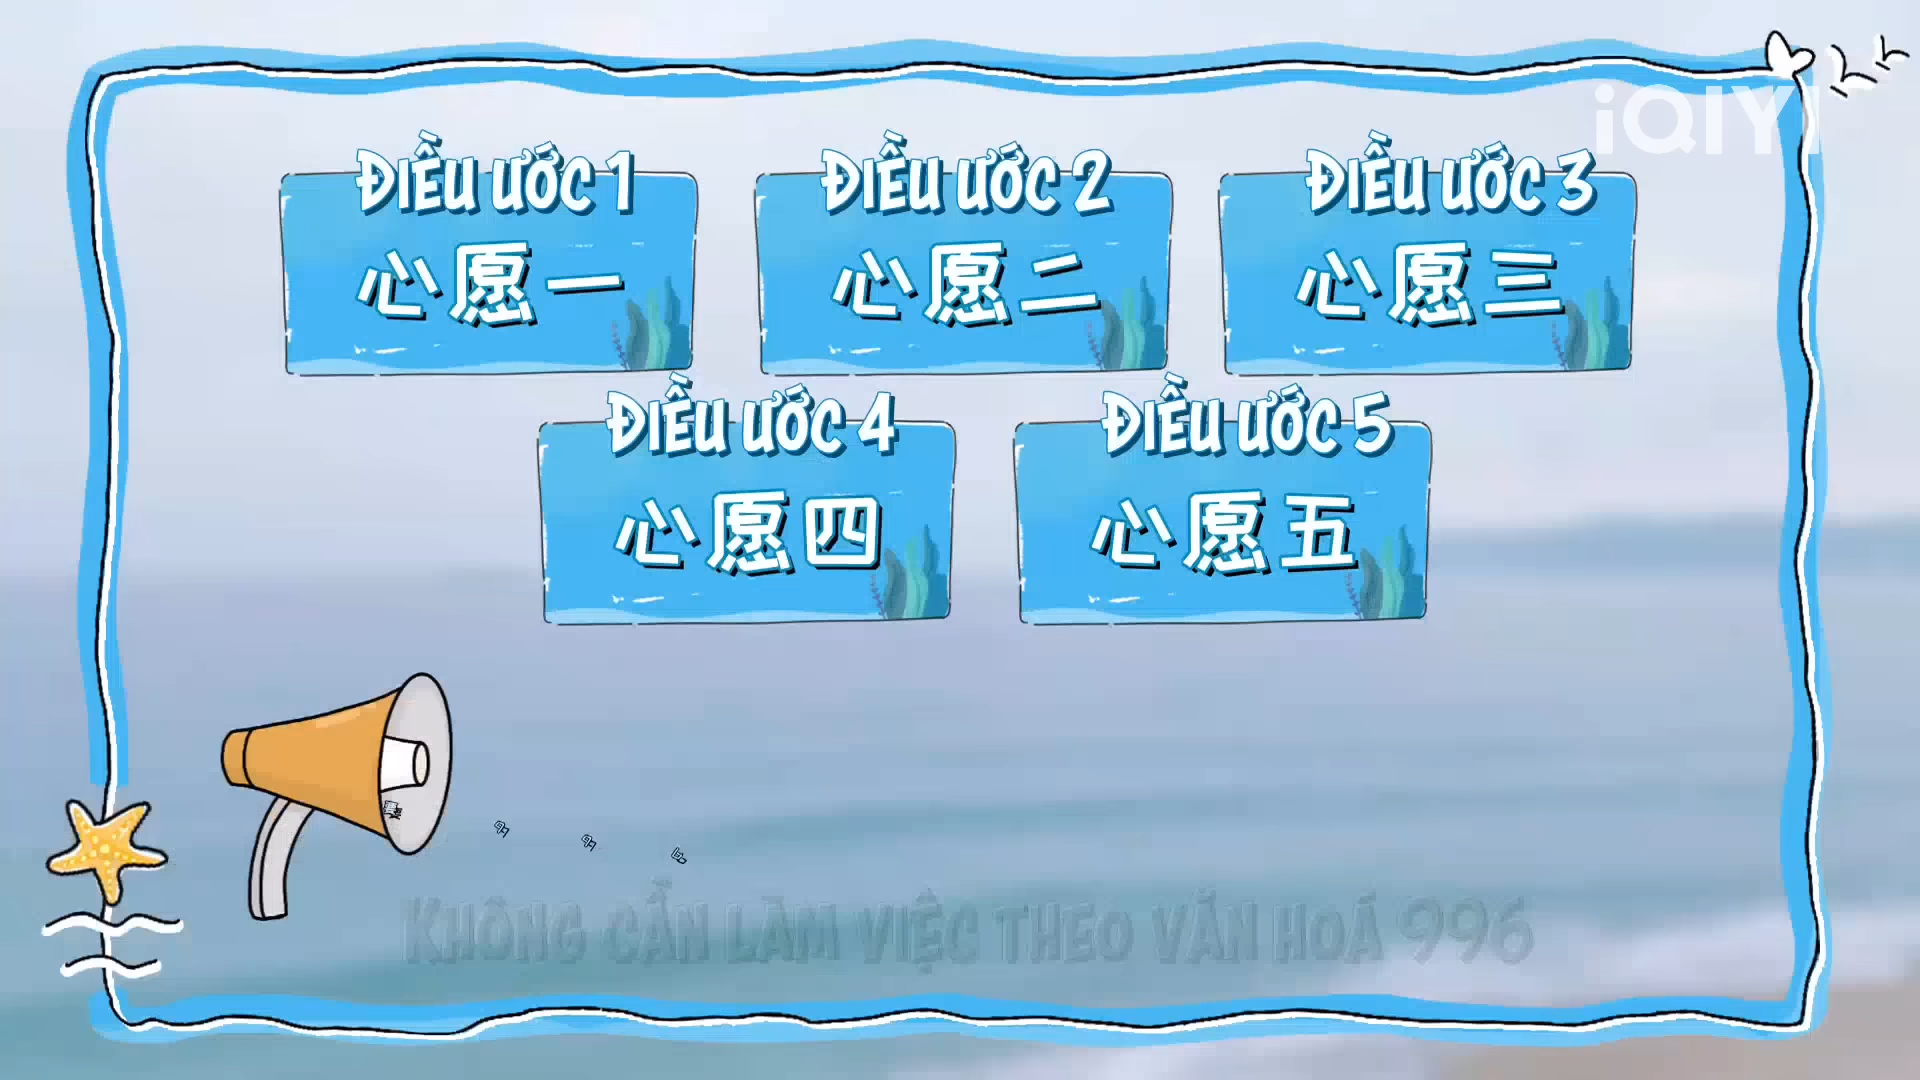 iQIYI
ĐIỀU ƯỚC 1
心愿一
ĐIỀU ƯỚC 2
心愿二
ĐIỀU ƯỚC 3
心愿三
ĐIỀU ƯỚC 4
心愿四
ĐIỀU ƯỚC 5
心愿五
KHÔNG CẦN LÀM VIỆC THEO VĂN HOÁ 996